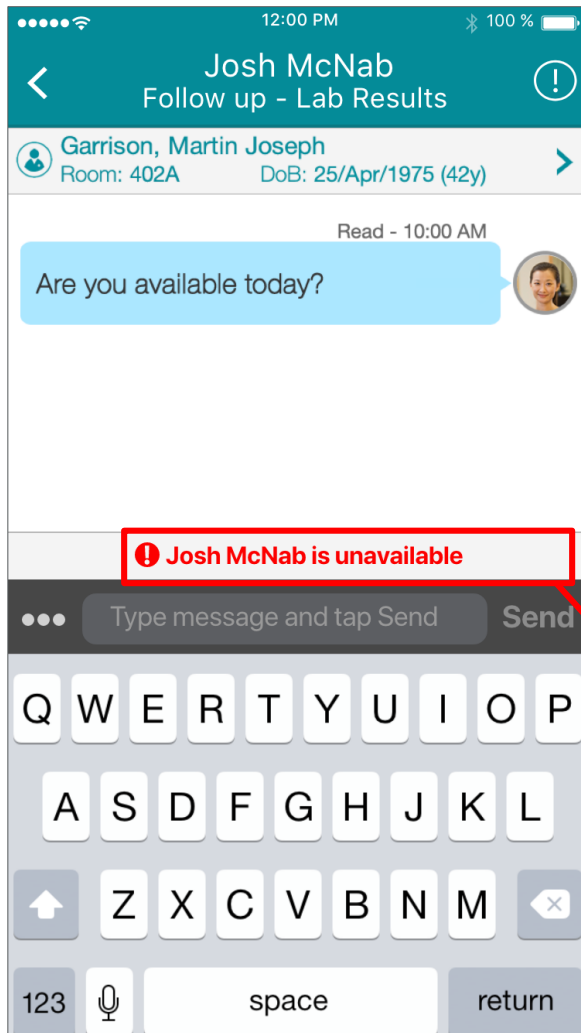 12:00 PM 100 %
Josh McNab
Follow up - Lab Results
Garrison, Martin Joseph
Room: 402A DoB: 25/Apr/1975 (42y)
Read - 10:00 AM
Are you available today?
Josh McNab is unavailable
Type message and tap Send Send
Q W E R T Y U I O P
A S D F G H J K L
Z X C V B N M
123 space return